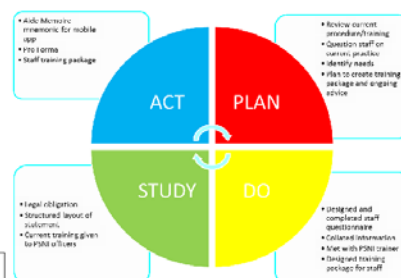 • Aide Memoire
mnemonic for mobile
app
• Pro Forma
• Staff training package
• Review current
procedure/training
• Question staff on
current practice
• Identify needs
• Plan to create training
package and ongoing
advice
ACT
PLAN
STUDY
DO
• Legal obligation
• Structured layout of
statement
• Current training given
to PSNI officers
• Designed and
completed staff
questionnaire
• Collated information
• Met with PSNI trainer
• Designed training
package for staff